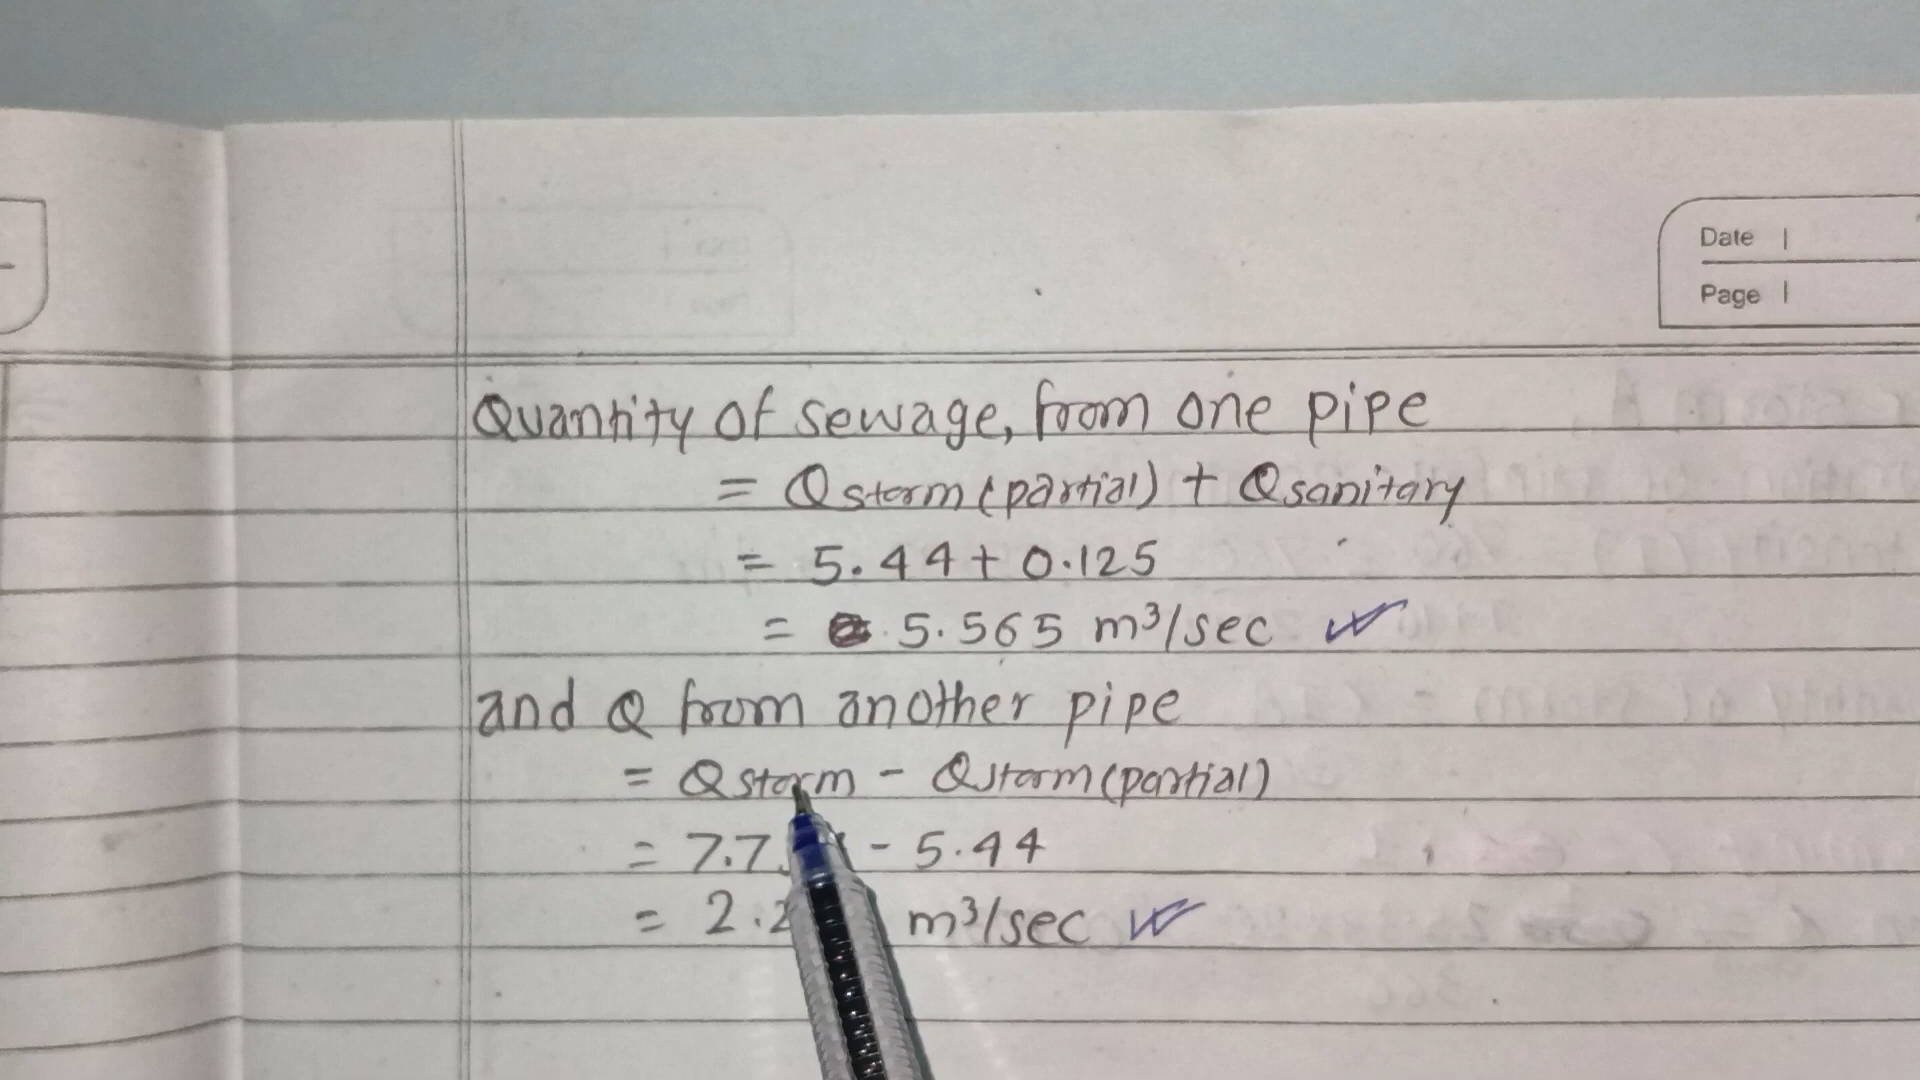 Date
Page
Quantity of sewage, from one pipe
= Qstorm (partial) + Qsanitary
= 5.44 + 0.125
= 5.565 m³/sec
and Q from another pipe
= Qstorm - Qstorm (partial)
= 7.7 - 5.44
= 2.2 m³/sec